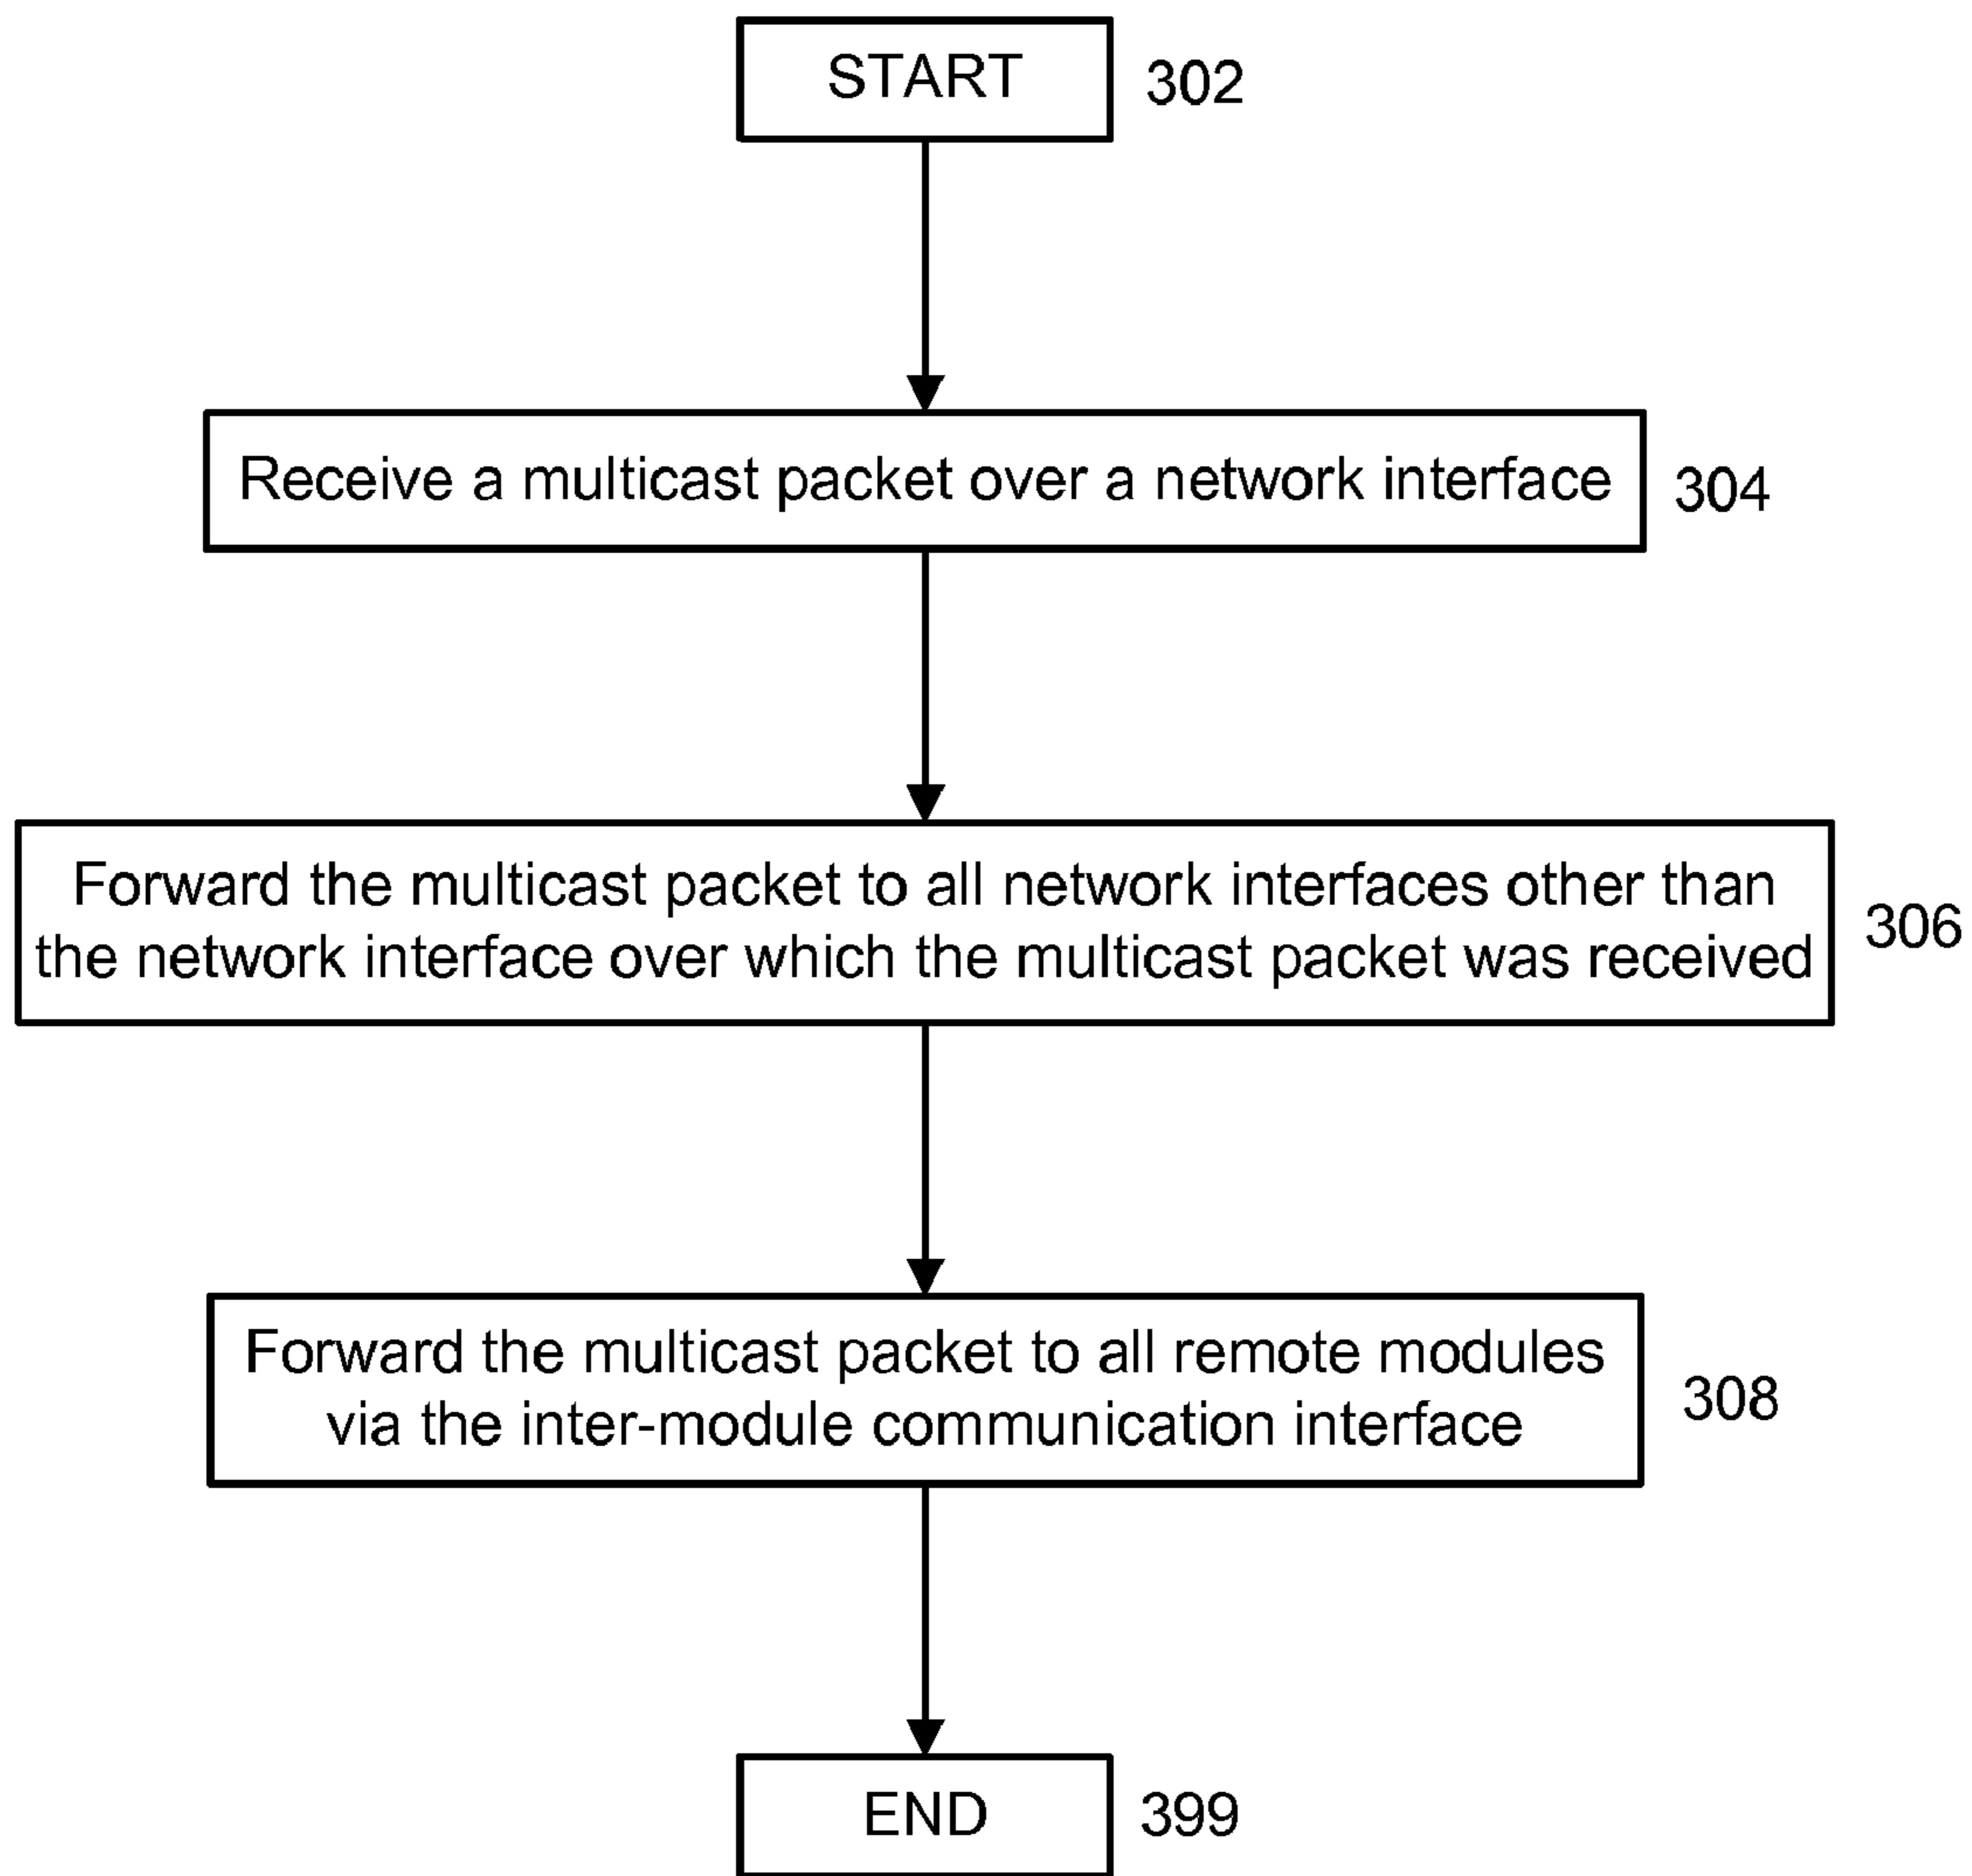 START
302
Receive a multicast packet over a network interface
304
Forward the multicast packet to all network interfaces other than
the network interface over which the multicast packet was received
306
Forward the multicast packet to all remote modules
via the inter-module communication interface
308
END
399